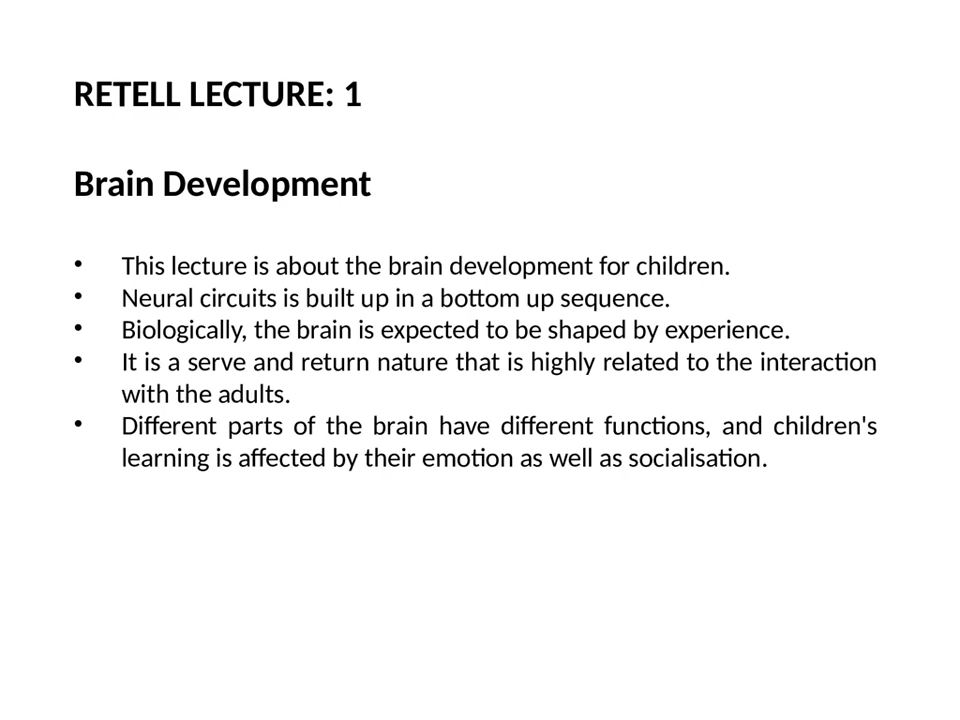 RETELL LECTURE: 1
Brain Development
• This lecture is about the brain development for children.
• Neural circuits is built up in a bottom up sequence.
• Biologically, the brain is expected to be shaped by experience.
• It is a serve and return nature that is highly related to the interaction
with the adults.
• Different parts of the brain have different functions, and children's
learning is affected by their emotion as well as socialisation.